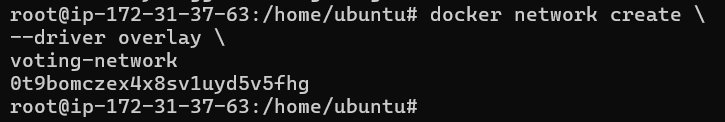 root@ip-172-31-37-63:/home/ubuntu# docker network create \
--driver overlay \
voting-network
0t9bomczex4x8sv1uyd5v5fhg
root@ip-172-31-37-63:/home/ubuntu#